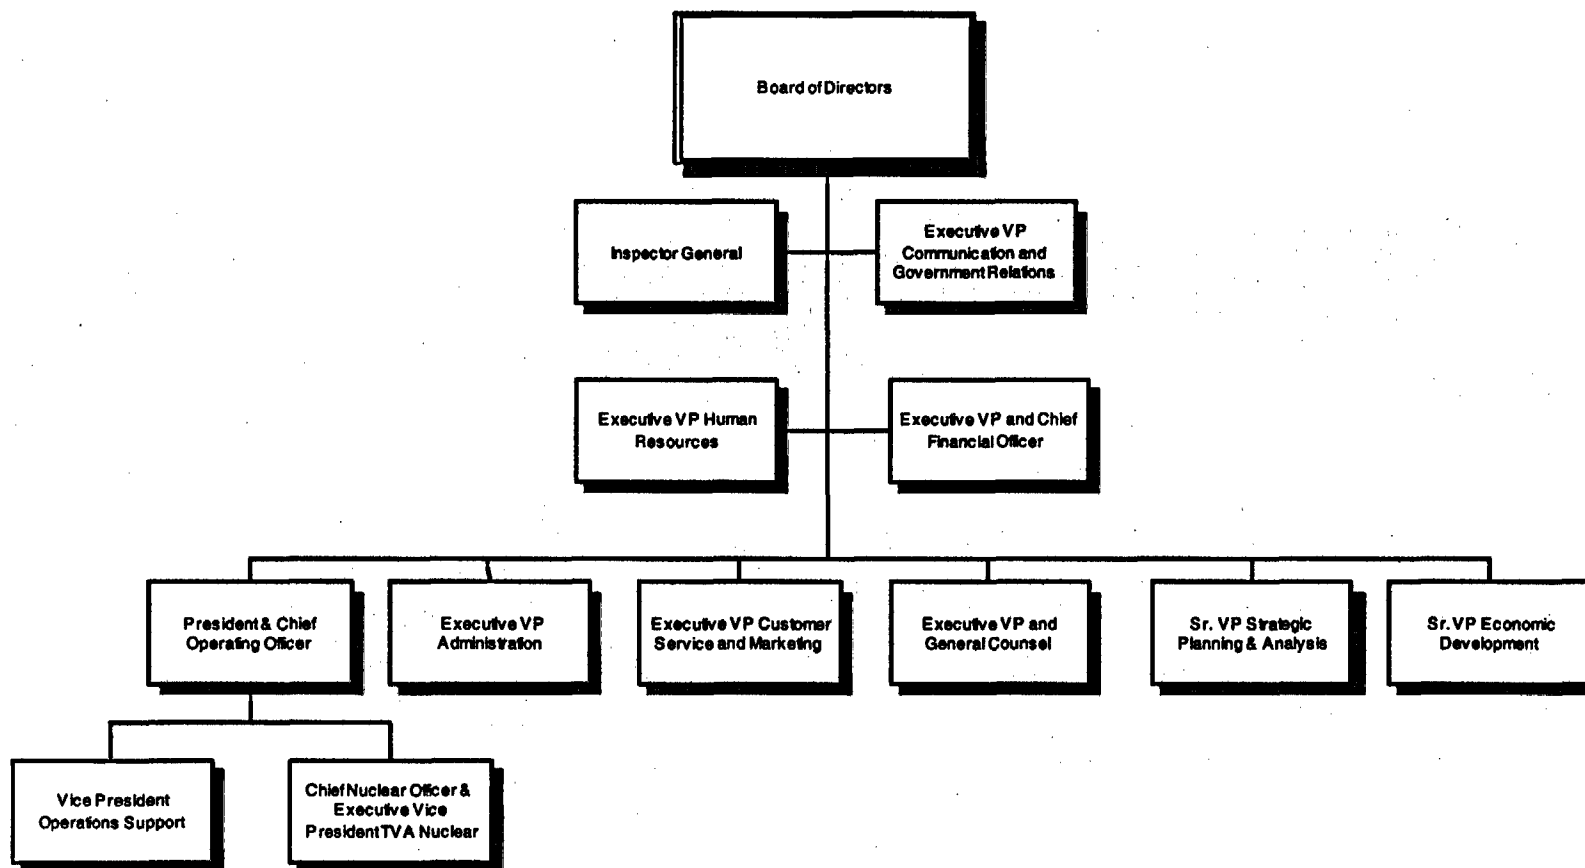 Board of Directors
Inspector General
Executive VP
Communication and
Government Relations
Executive VP Human
Resources
Executive VP and Chief
Financial Officer
President & Chief
Operating Officer
Executive VP
Administration
Executive VP Customer
Service and Marketing
Executive VP and
General Counsel
Sr. VP Strategic
Planning & Analysis
Sr. VP Economic
Development
Vice President
Operations Support
Chief Nuclear Officer &
Executive Vice
President TVA Nuclear